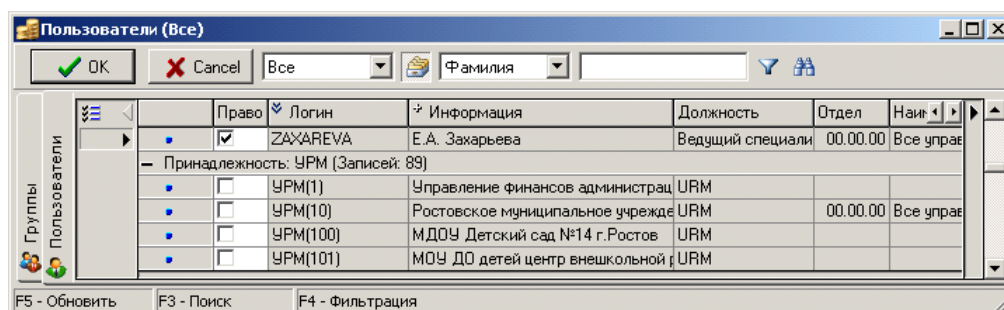 Пользователи (Все)
OK Cancel Все Фамилия
Группы
Пользователи
Право Логин Информация Должность Отдел Наим
ZAXAREVA Е.А. Захарьева Ведущий специали 00.00.00 Все управ
Принадлежность: УРМ (Записей: 89)
УРМ(1) Управление финансов администрац URM
УРМ(10) Ростовское муниципальное учрежде URM 00.00.00 Все управ
УРМ(100) МДОУ Детский сад №14 г.Ростов URM
УРМ(101) МОУ ДО детей центр внешкольной р URM
F5 - Обновить F3 - Поиск F4 - Фильтрация